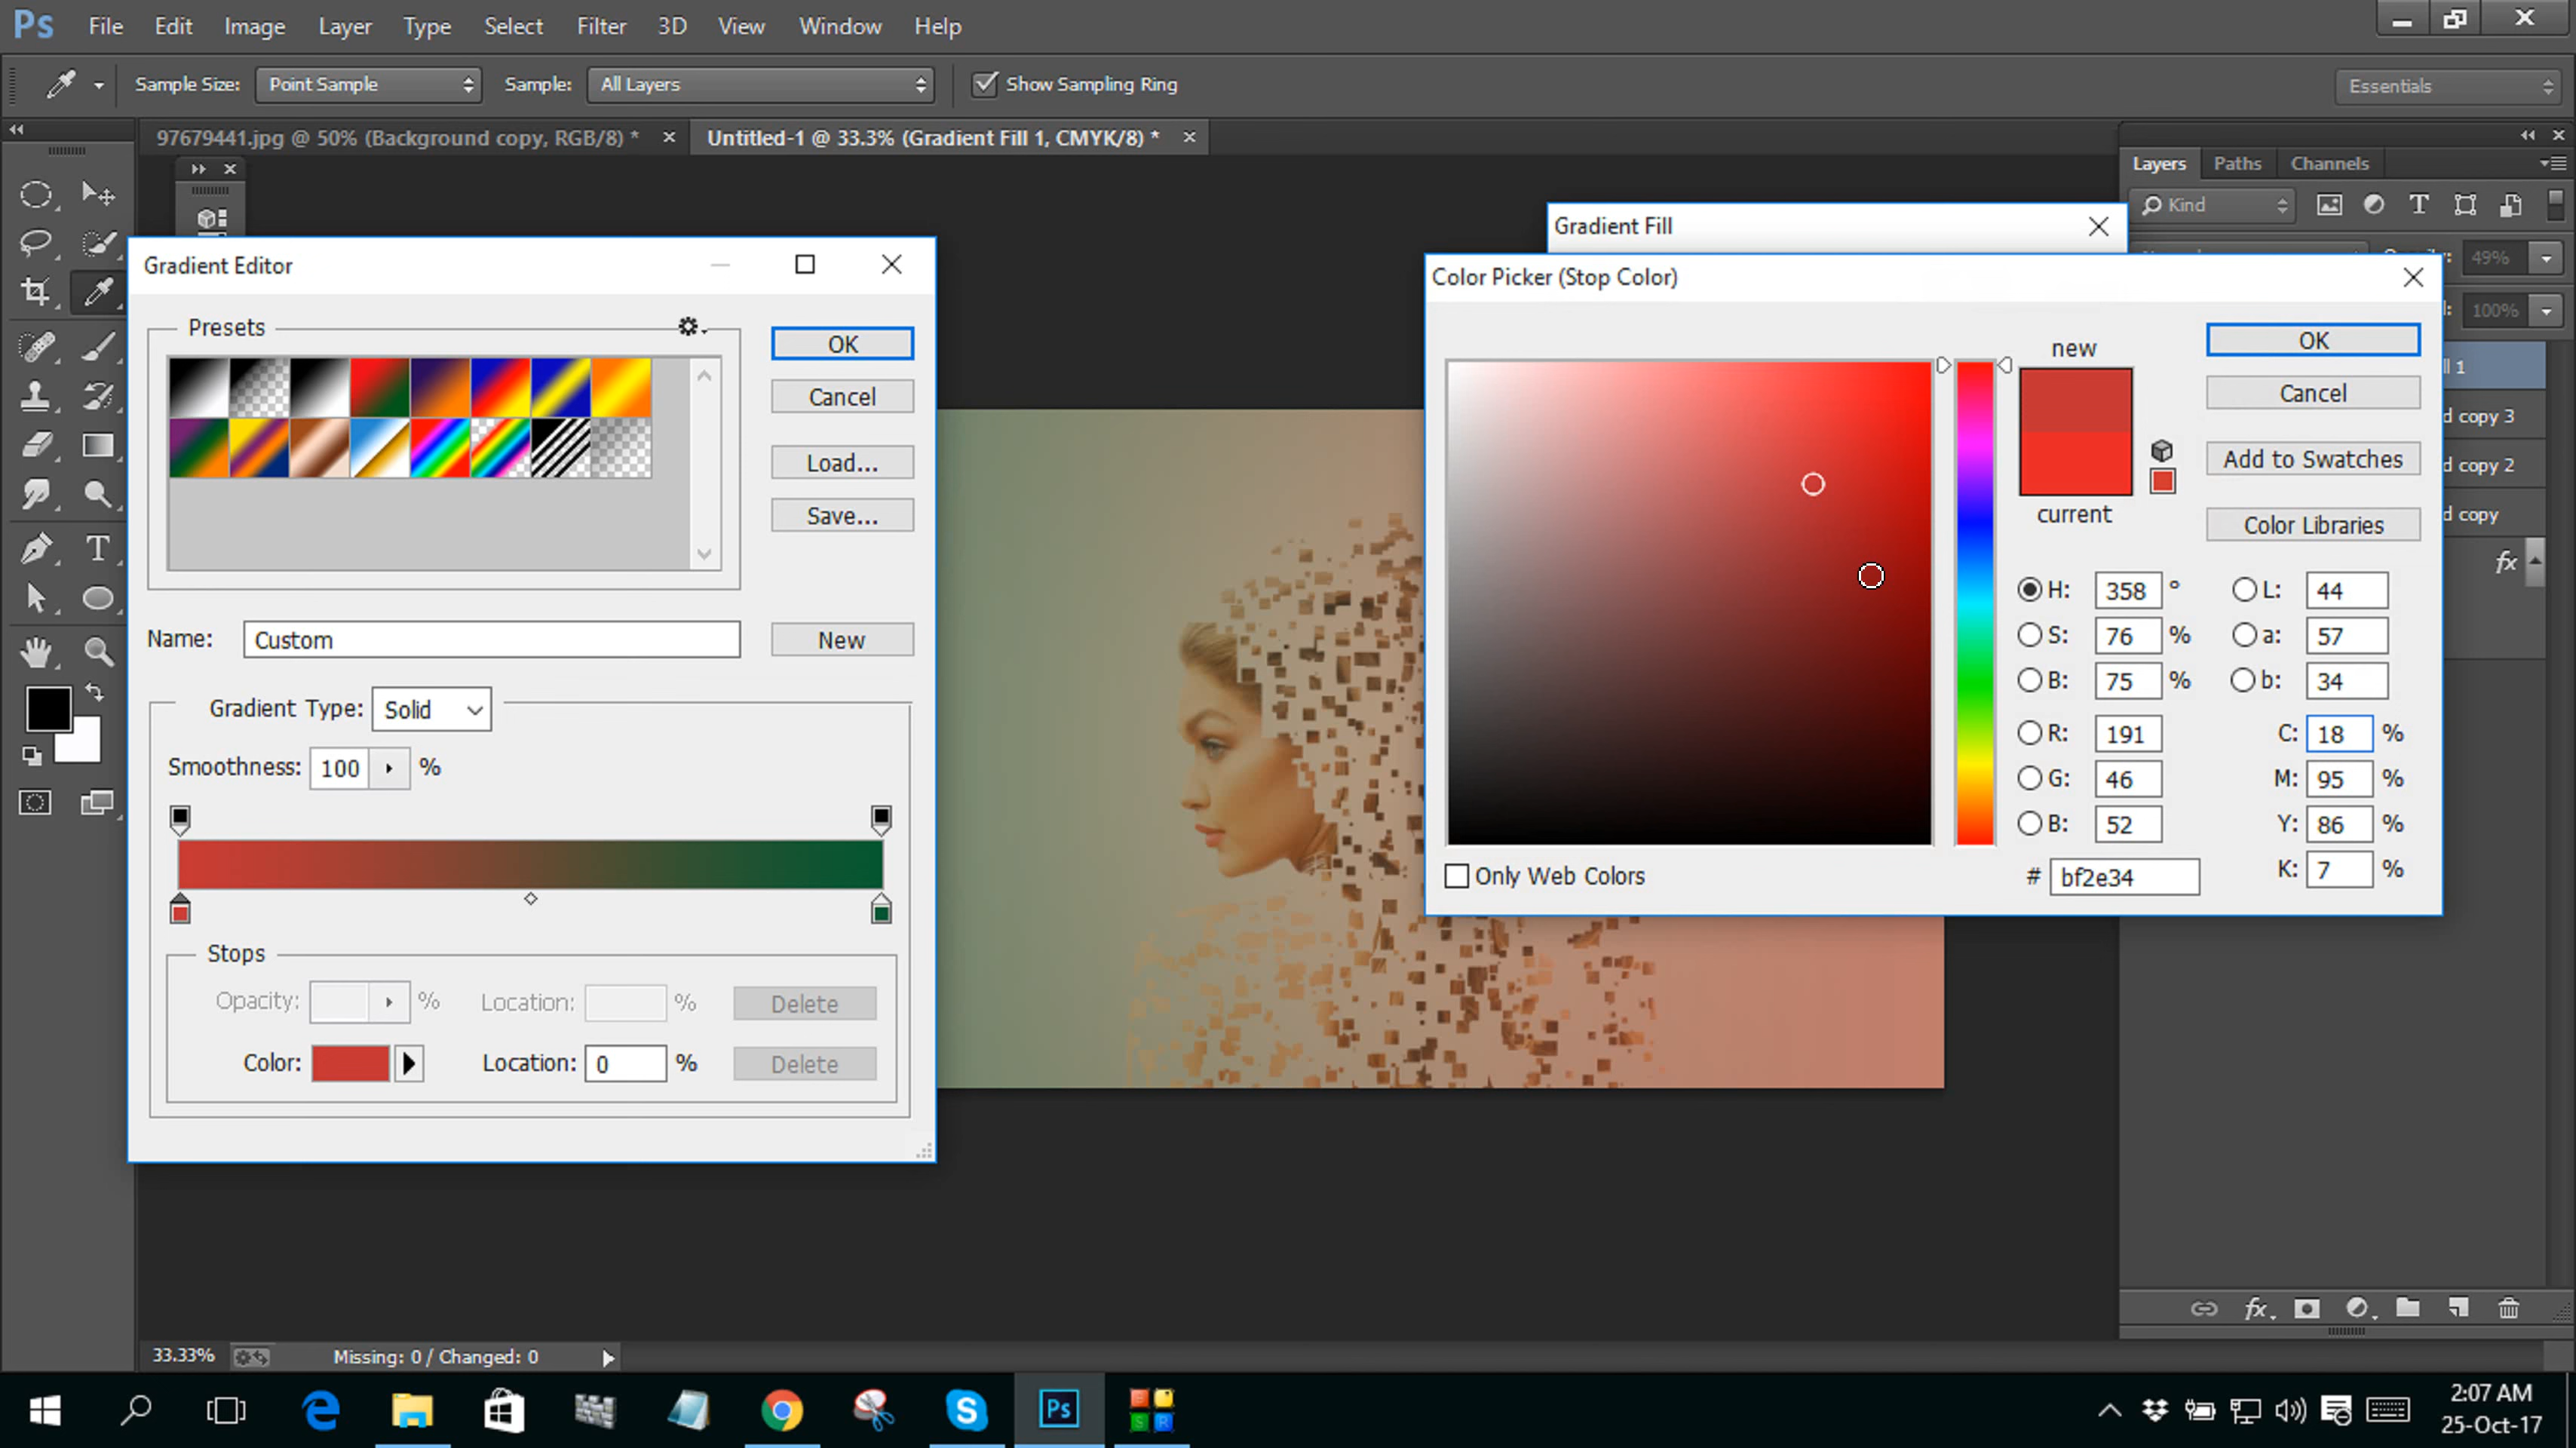 Ps File Edit Image Layer Type Select Filter 3D View Window Help
Sample Size: Point Sample Sample: All Layers Show Sampling Ring Essentials
97679441.jpg @ 50% (Background copy, RGB/8) * Untitled-1 @ 33.3% (Gradient Fill 1, CMYK/8) *
Layers Paths Channels
Kind
49%
100%
Gradient Fill
Gradient Editor
Presets
OK
Cancel
Load...
Save...
Name: Custom New
Gradient Type: Solid
Smoothness: 100 %
Stops
Opacity: % Location: % Delete
Color: Location: 0 % Delete
Color Picker (Stop Color)
new
current
OK
Cancel
Add to Swatches
Color Libraries
H: 358 ° L: 44
S: 76 % a: 57
B: 75 % b: 34
R: 191 C: 18 %
G: 46 M: 95 %
B: 52 Y: 86 %
# bf2e34 K: 7 %
Only Web Colors
1
d copy 3
d copy 2
d copy
fx
fx
33.33% Missing: 0 / Changed: 0
Ps
2:07 AM
25-Oct-17